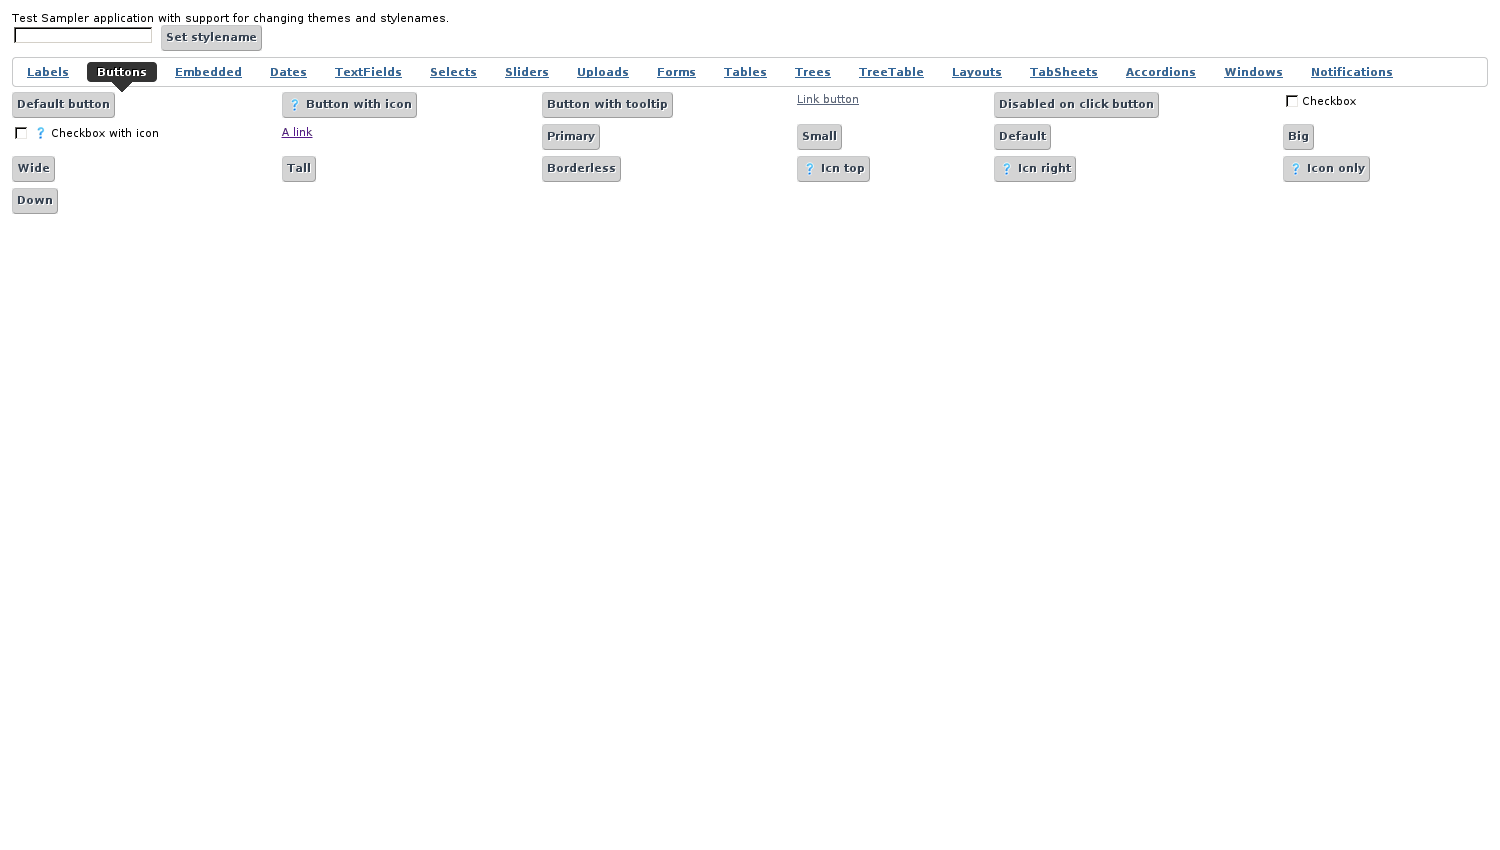 Test Sampler application with support for changing themes and stylenames.
Set stylename
Labels Buttons Embedded Dates TextFields Selects Sliders Uploads Forms Tables Trees TreeTable Layouts TabSheets Accordions Windows Notifications
Default button ? Button with icon Button with tooltip Link button Disabled on click button Checkbox
? Checkbox with icon A link Primary Small Default Big
Wide Tall Borderless ? Icn top ? Icn right ? Icon only
Down